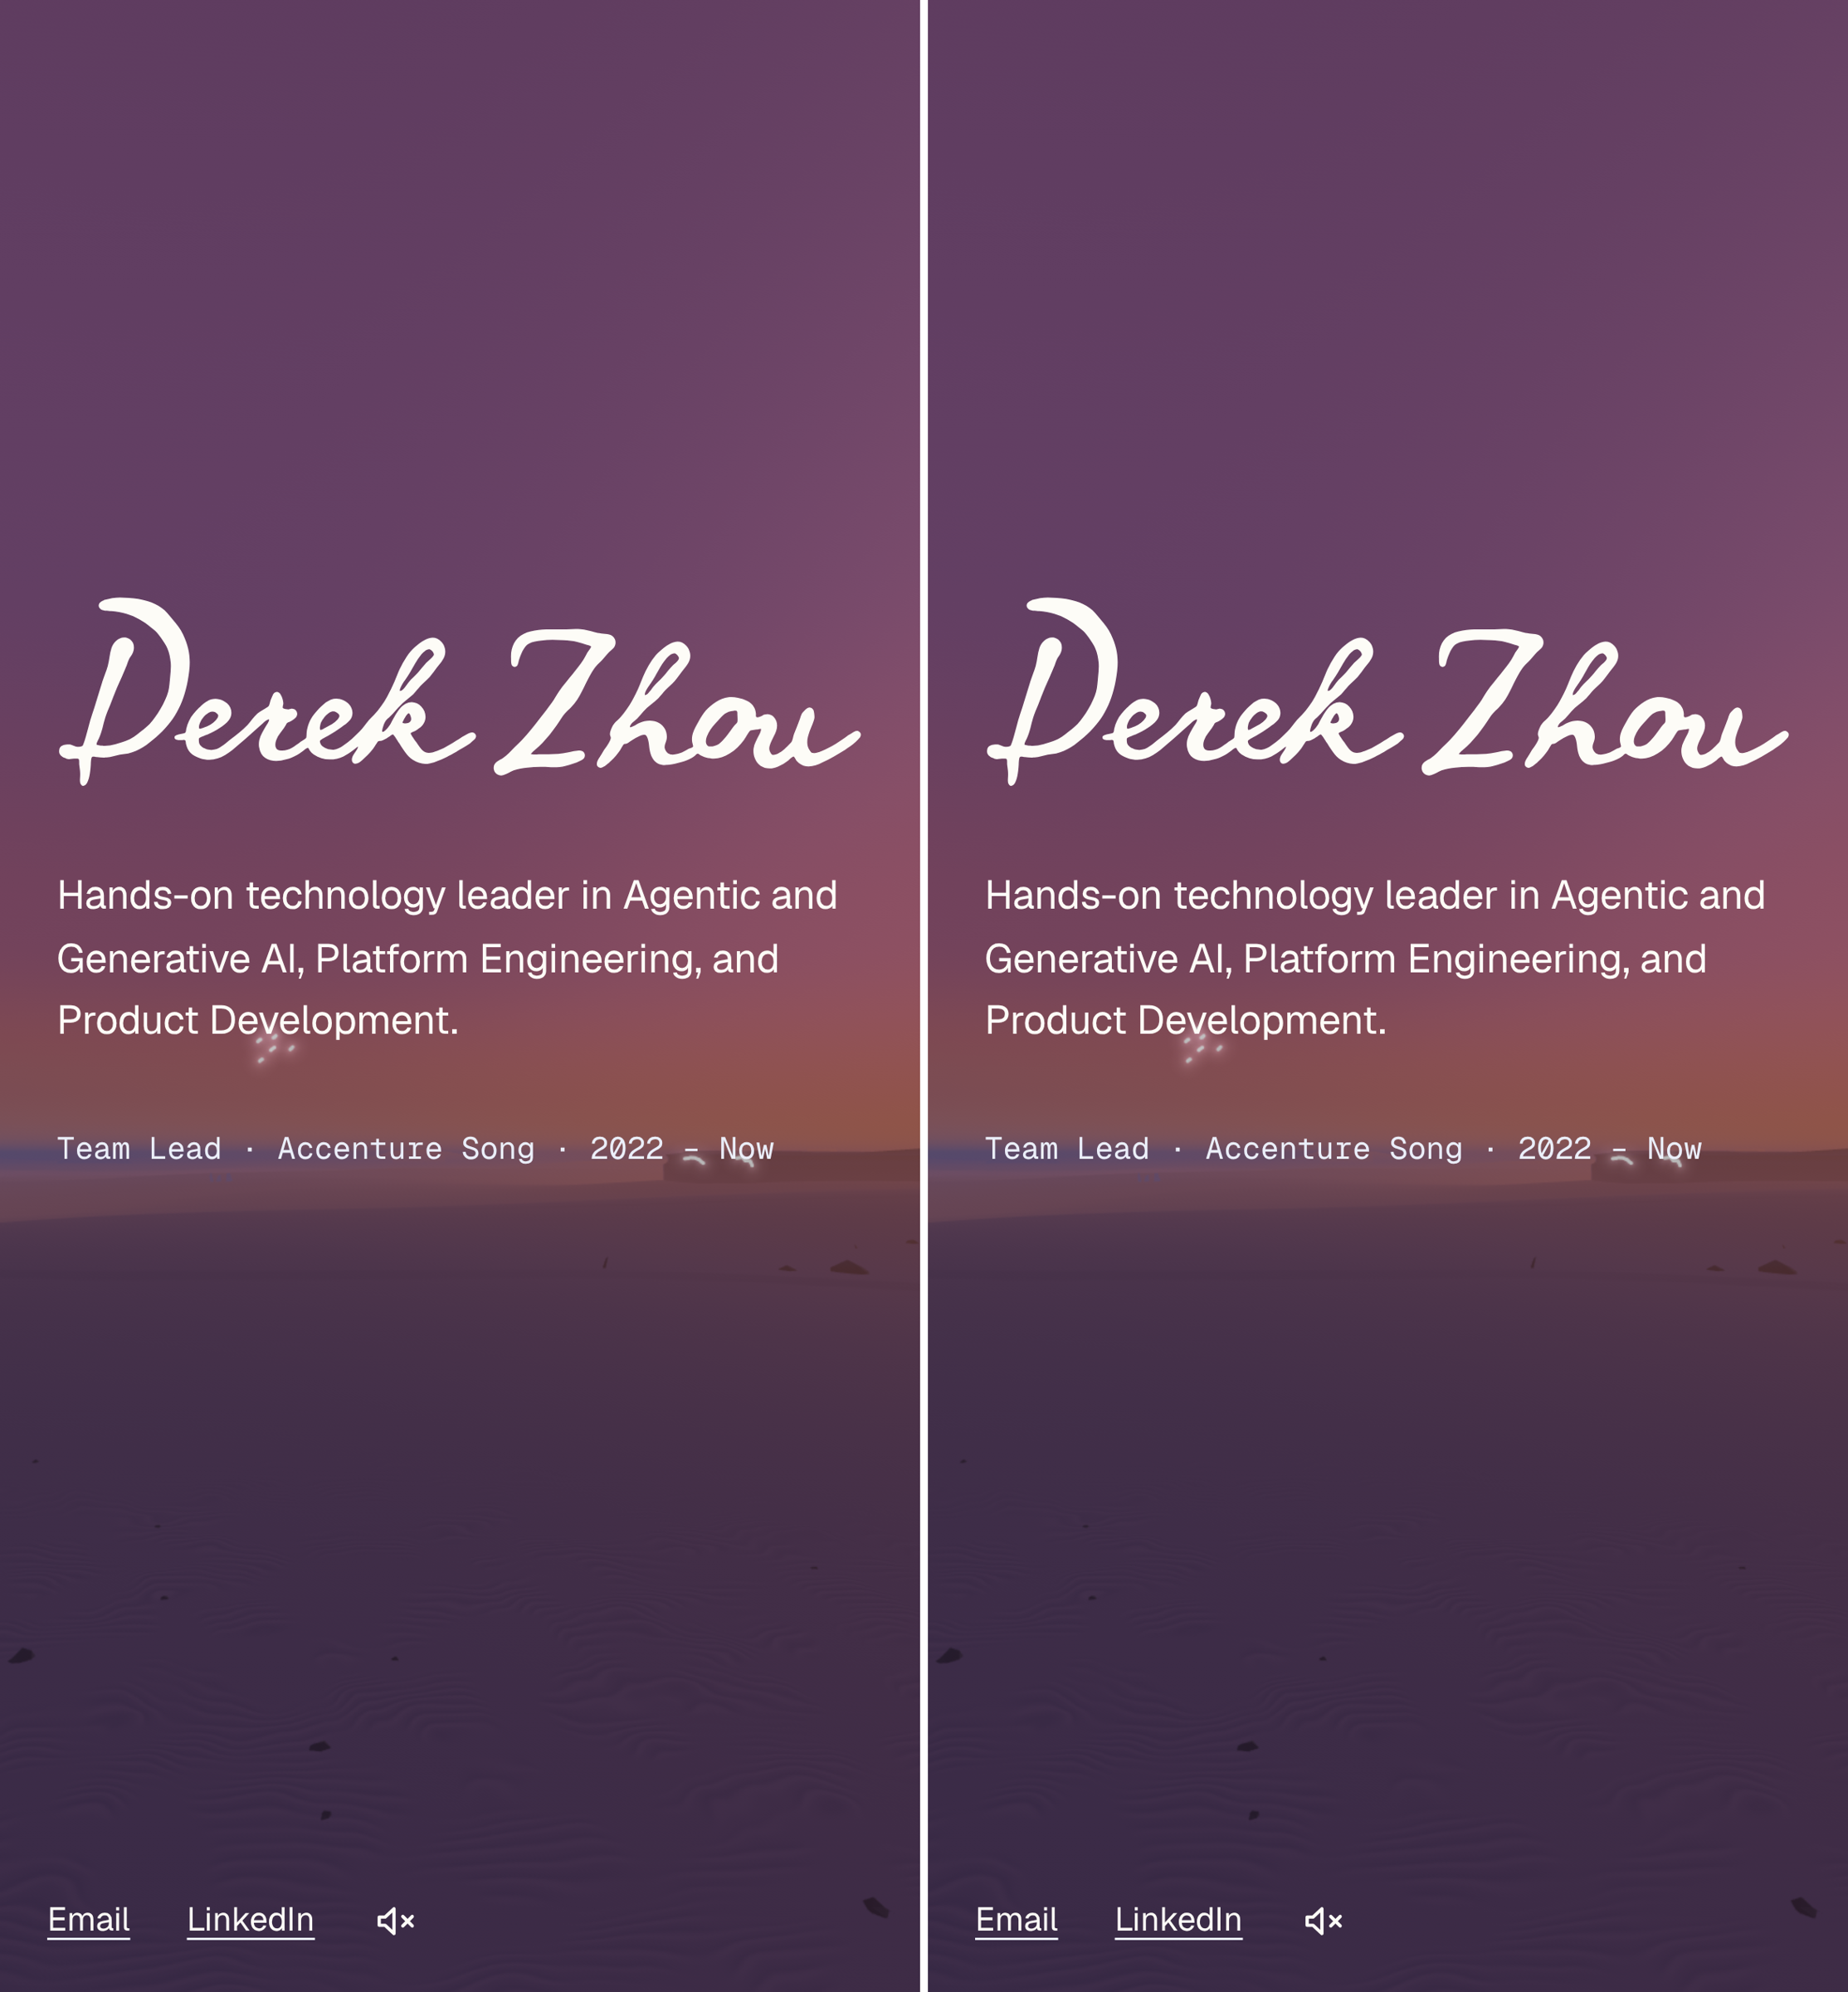 Derek Zhou
Hands-on technology leader in Agentic and
Generative AI, Platform Engineering, and
Product Development.
Team Lead · Accenture Song · 2022 – Now
Email LinkedIn
Derek Zhou
Hands-on technology leader in Agentic and
Generative AI, Platform Engineering, and
Product Development.
Team Lead · Accenture Song · 2022 – Now
Email LinkedIn